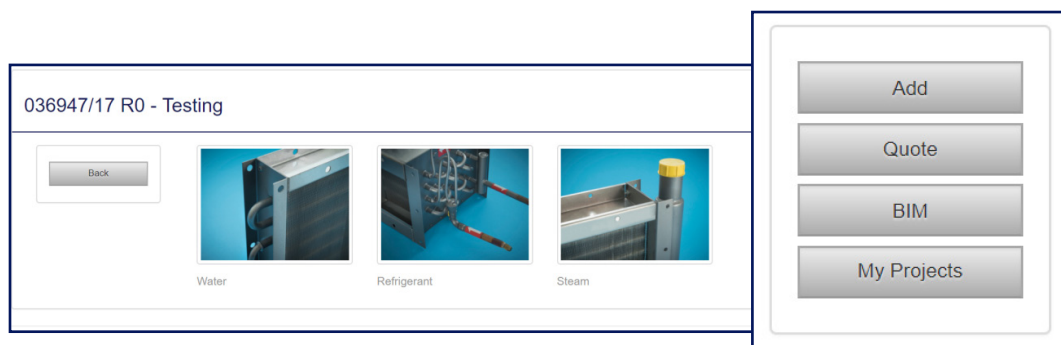 036947/17 R0 - Testing
Back
Water
Refrigerant
Steam
Add
Quote
BIM
My Projects